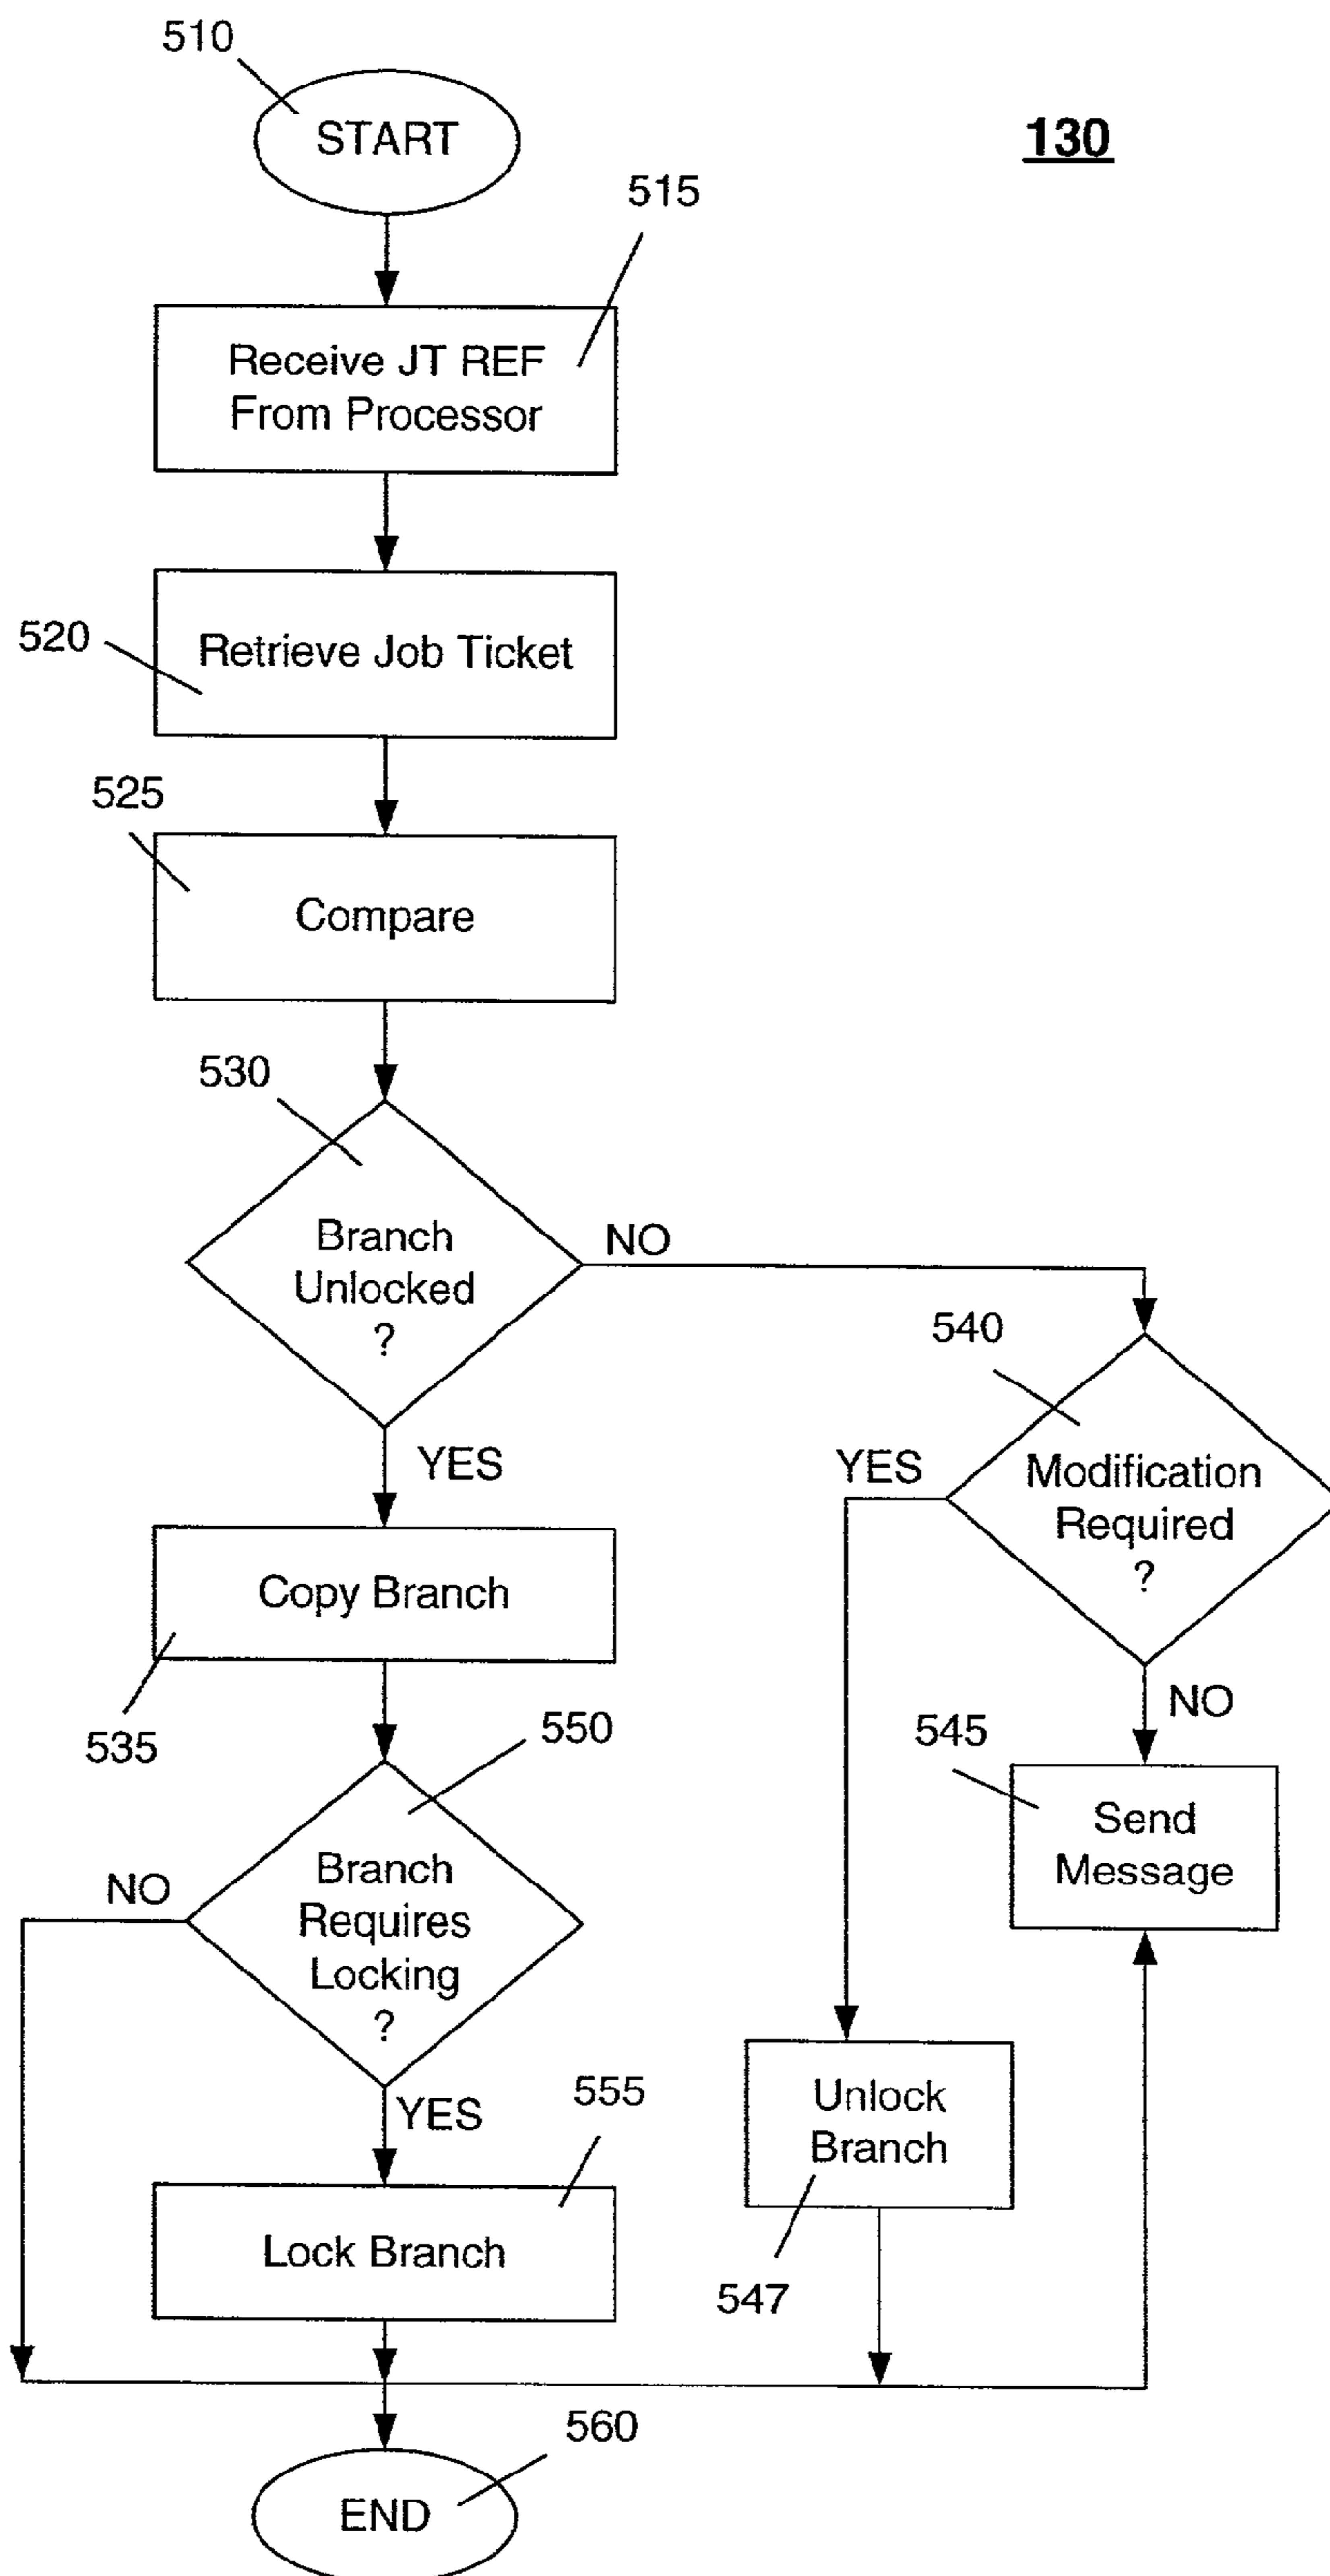 510
START
130
515
Receive JT REF
From Processor
520
Retrieve Job Ticket
525
Compare
530
Branch
Unlocked
?
NO
540
YES
YES
Modification
Required
?
Copy Branch
535
NO
550
545
Send
Message
NO
Branch
Requires
Locking
?
YES
555
Unlock
Branch
Lock Branch
547
560
END